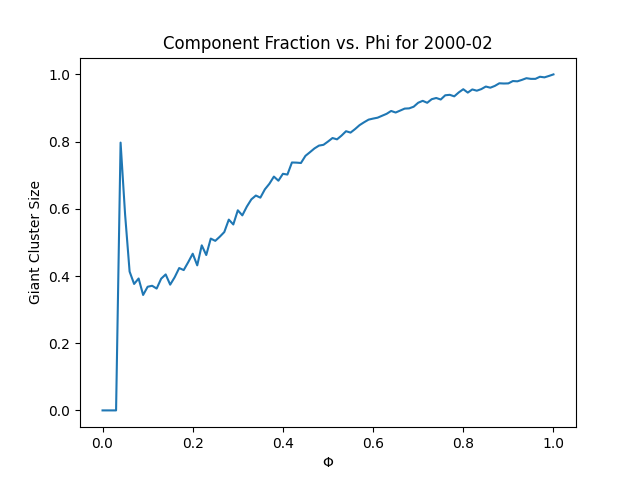 Component Fraction vs. Phi for 2000-02
1.0
0.8
0.6
0.4
0.2
0.0
Giant Cluster Size
0.0 0.2 0.4 0.6 0.8 1.0
Φ